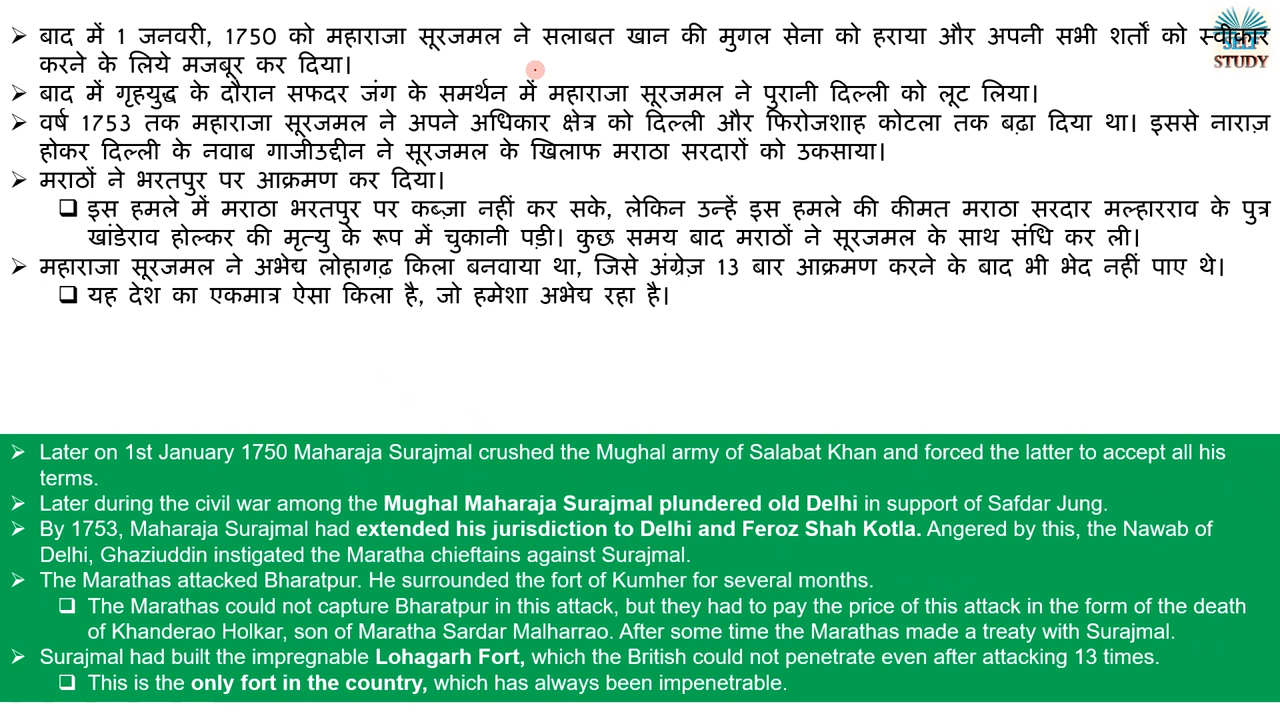 ➢ बाद में 1 जनवरी, 1750 को महाराजा सूरजमल ने सलाबत खान की मुगल सेना को हराया और अपनी सभी शर्तों को स्वीकार
करने के लिये मजबूर कर दिया।
SELF
STUDY
➢ बाद में गृहयुद्ध के दौरान सफदर जंग के समर्थन में महाराजा सूरजमल ने पुरानी दिल्ली को लूट लिया।
➢ वर्ष 1753 तक महाराजा सूरजमल ने अपने अधिकार क्षेत्र को दिल्ली और फिरोजशाह कोटला तक बढ़ा दिया था। इससे नाराज़
होकर दिल्ली के नवाब गाजीउद्दीन ने सूरजमल के खिलाफ मराठा सरदारों को उकसाया।
➢ मराठों ने भरतपुर पर आक्रमण कर दिया।
❑ इस हमले में मराठा भरतपुर पर कब्ज़ा नहीं कर सके, लेकिन उन्हें इस हमले की कीमत मराठा सरदार मल्हारराव के पुत्र
खांडेराव होल्कर की मृत्यु के रूप में चुकानी पड़ी। कुछ समय बाद मराठों ने सूरजमल के साथ संधि कर ली।
➢ महाराजा सूरजमल ने अभेद्य लोहागढ़ किला बनवाया था, जिसे अंग्रेज़ 13 बार आक्रमण करने के बाद भी भेद नहीं पाए थे।
❑ यह देश का एकमात्र ऐसा किला है, जो हमेशा अभेद्य रहा है।
➢ Later on 1st January 1750 Maharaja Surajmal crushed the Mughal army of Salabat Khan and forced the latter to accept all his
terms.
➢ Later during the civil war among the Mughal Maharaja Surajmal plundered old Delhi in support of Safdar Jung.
➢ By 1753, Maharaja Surajmal had extended his jurisdiction to Delhi and Feroz Shah Kotla. Angered by this, the Nawab of
Delhi, Ghaziuddin instigated the Maratha chieftains against Surajmal.
➢ The Marathas attacked Bharatpur. He surrounded the fort of Kumher for several months.
❑ The Marathas could not capture Bharatpur in this attack, but they had to pay the price of this attack in the form of the death
of Khanderao Holkar, son of Maratha Sardar Malharrao. After some time the Marathas made a treaty with Surajmal.
➢ Surajmal had built the impregnable Lohagarh Fort, which the British could not penetrate even after attacking 13 times.
❑ This is the only fort in the country, which has always been impenetrable.